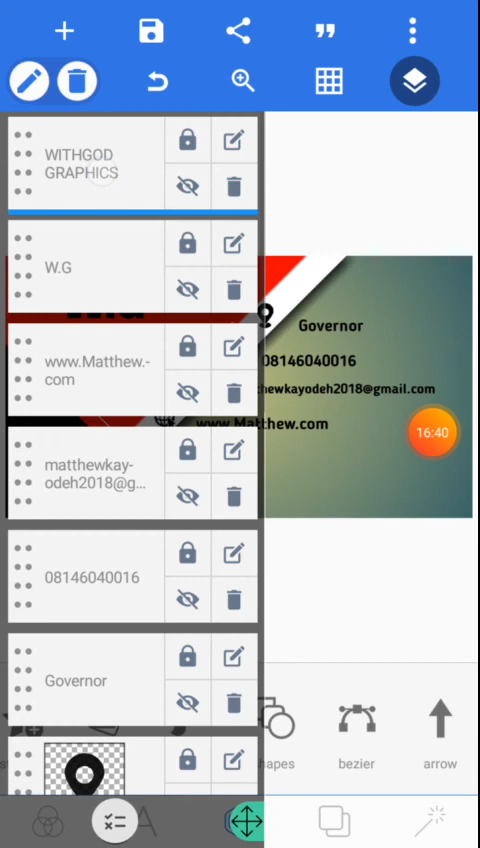 WITHGOD
GRAPHICS
W.G
www.Matthew.-
com
matthewkay-
odeh2018@g...
08146040016
Governor
Governor
08146040016
thewkayodeh2018@gmail.com
www.Matthew.com
16:40
hapes
bezier
arrow